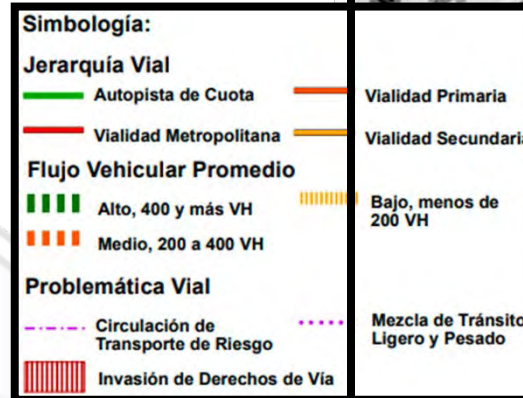 Simbología:
Jerarquía Vial
Autopista de Cuota
Vialidad Primaria
Vialidad Metropolitana
Vialidad Secundaria
Flujo Vehicular Promedio
Alto, 400 y más VH
Bajo, menos de
200 VH
Medio, 200 a 400 VH
Problemática Vial
Circulación de
Transporte de Riesgo
Mezcla de Tránsito
Ligero y Pesado
Invasión de Derechos de Vía